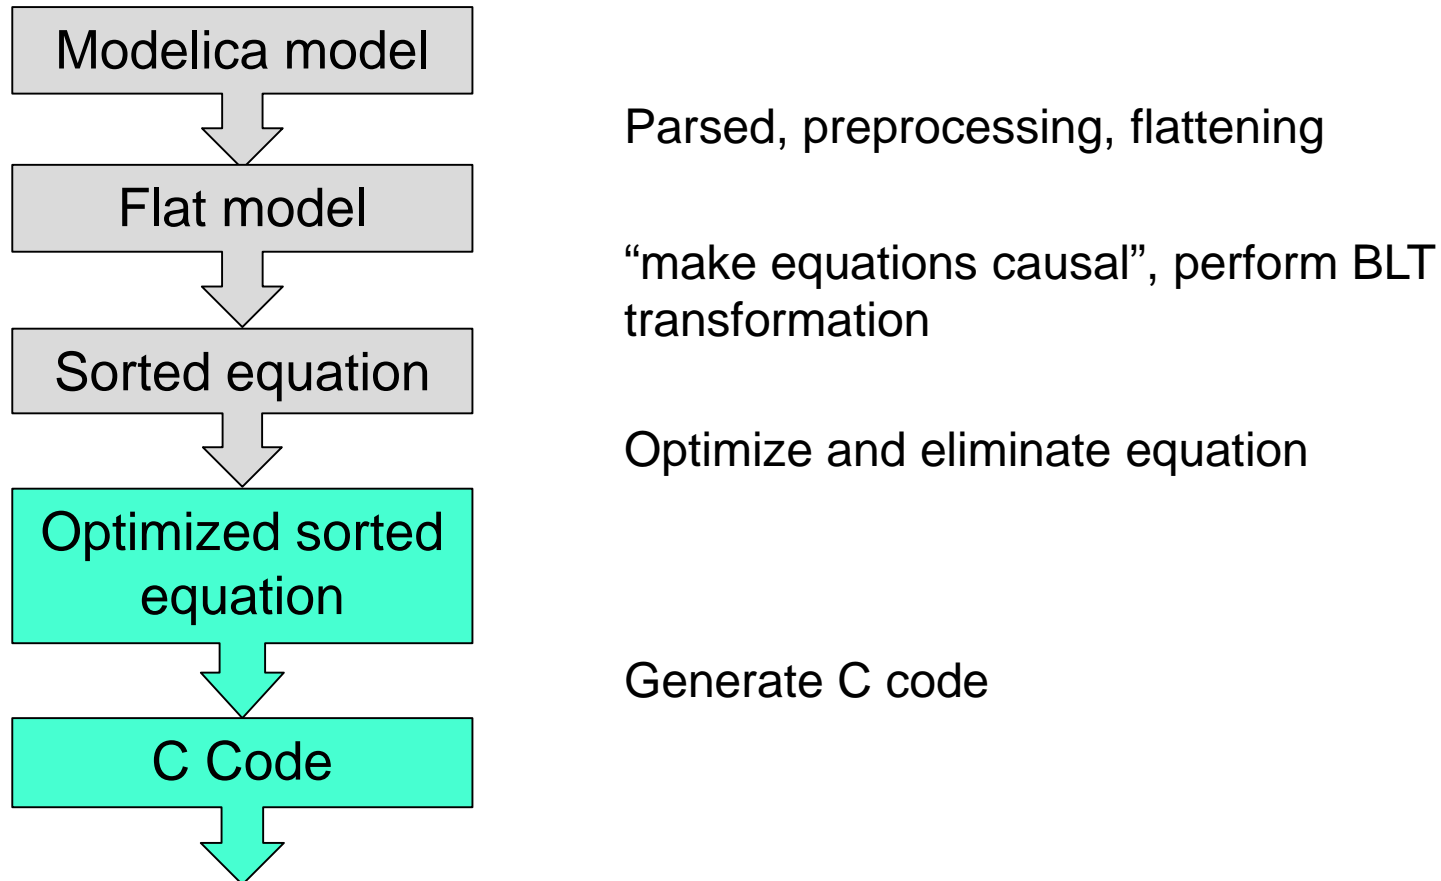 Modelica model
Parsed, preprocessing, flattening
Flat model
“make equations causal”, perform BLT
transformation
Sorted equation
Optimize and eliminate equation
Optimized sorted
equation
Generate C code
C Code